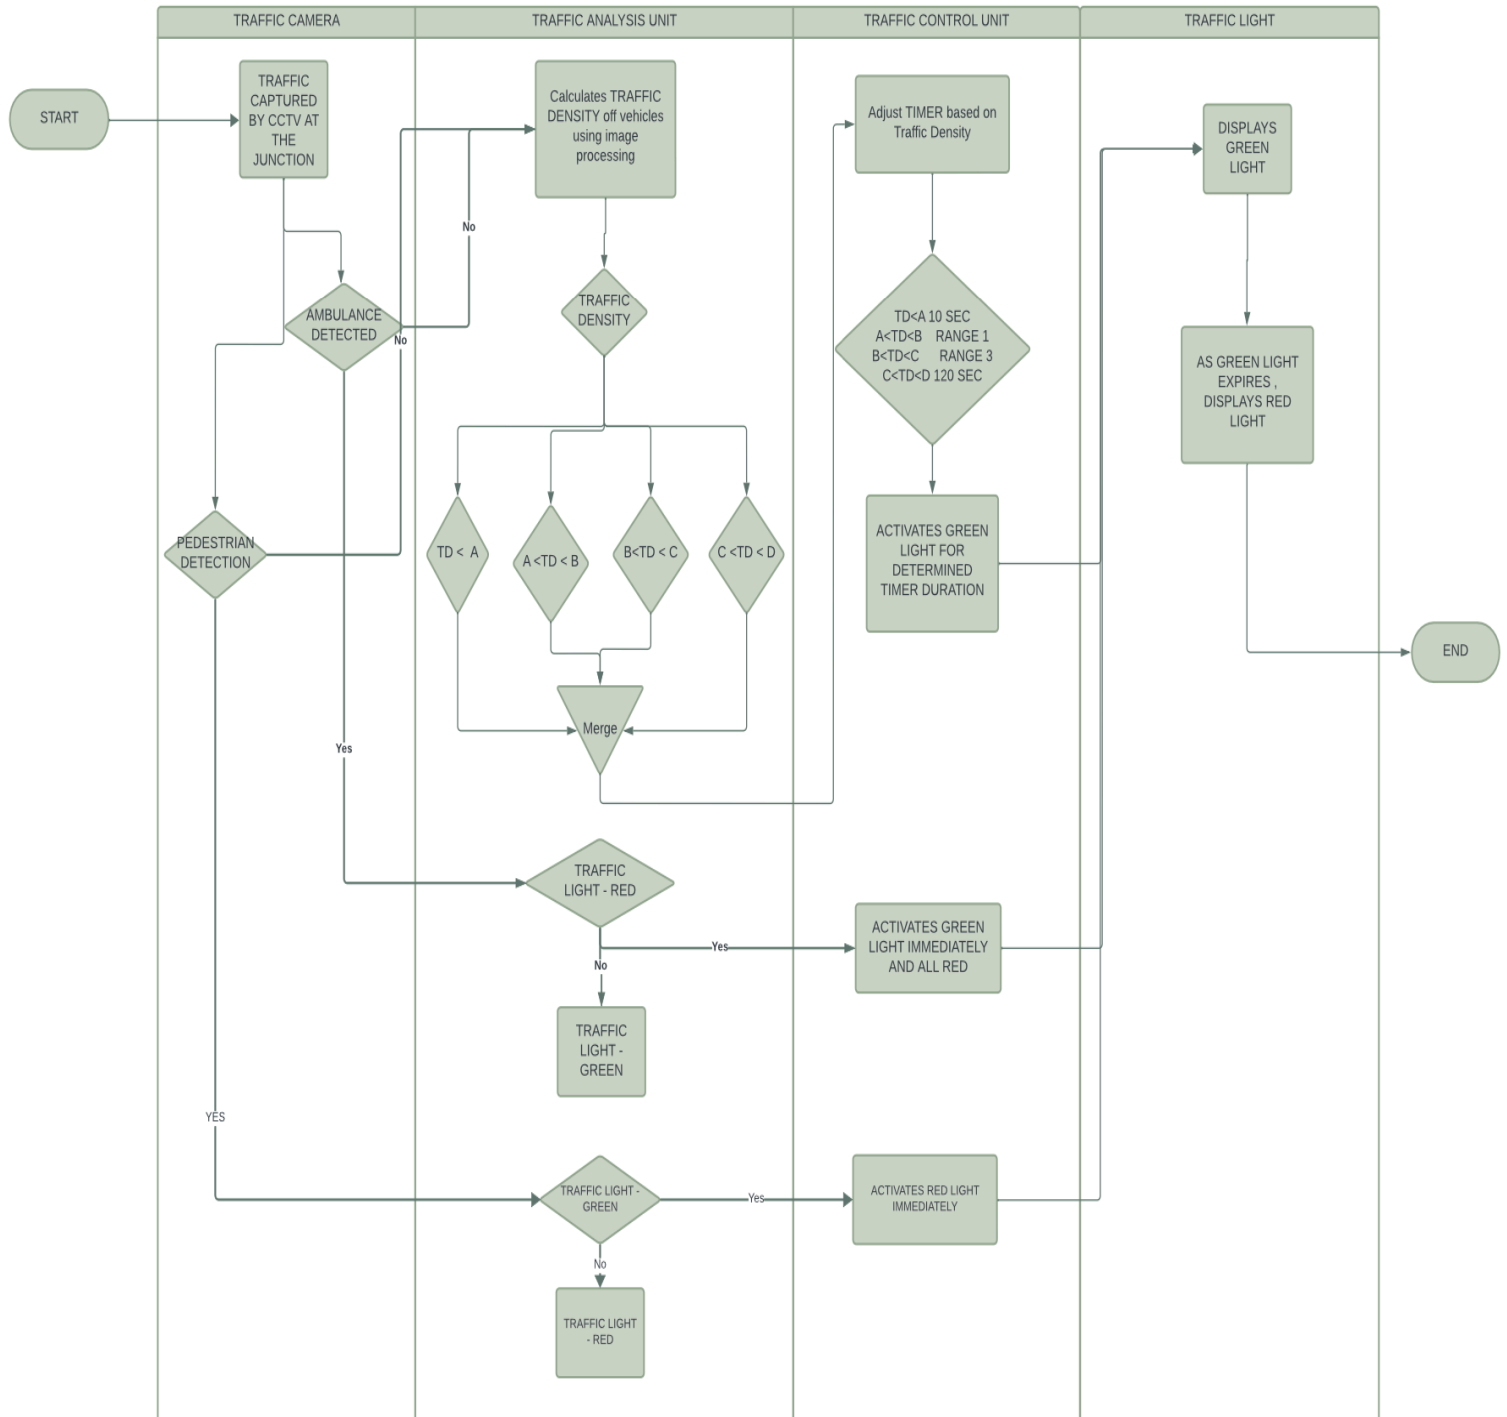 TRAFFIC CAMERA
TRAFFIC ANALYSIS UNIT
TRAFFIC CONTROL UNIT
TRAFFIC LIGHT
START
TRAFFIC
CAPTURED
BY CCTV AT
THE
JUNCTION
AMBULANCE
DETECTED
No
No
PEDESTRIAN
DETECTION
Yes
YES
Calculates TRAFFIC
DENSITY off vehicles
using image
processing
TRAFFIC
DENSITY
TD < A
A <TD < B
B<TD < C
C <TD < D
Merge
TRAFFIC
LIGHT - RED
Yes
No
TRAFFIC
LIGHT -
GREEN
TRAFFIC LIGHT -
GREEN
Yes
No
TRAFFIC LIGHT
- RED
Adjust TIMER based on
Traffic Density
TD<A 10 SEC
A<TD<B RANGE 1
B<TD<C RANGE 3
C<TD<D 120 SEC
ACTIVATES GREEN
LIGHT FOR
DETERMINED
TIMER DURATION
ACTIVATES GREEN
LIGHT IMMEDIATELY
AND ALL RED
ACTIVATES RED LIGHT
IMMEDIATELY
DISPLAYS
GREEN
LIGHT
AS GREEN LIGHT
EXPIRES ,
DISPLAYS RED
LIGHT
END